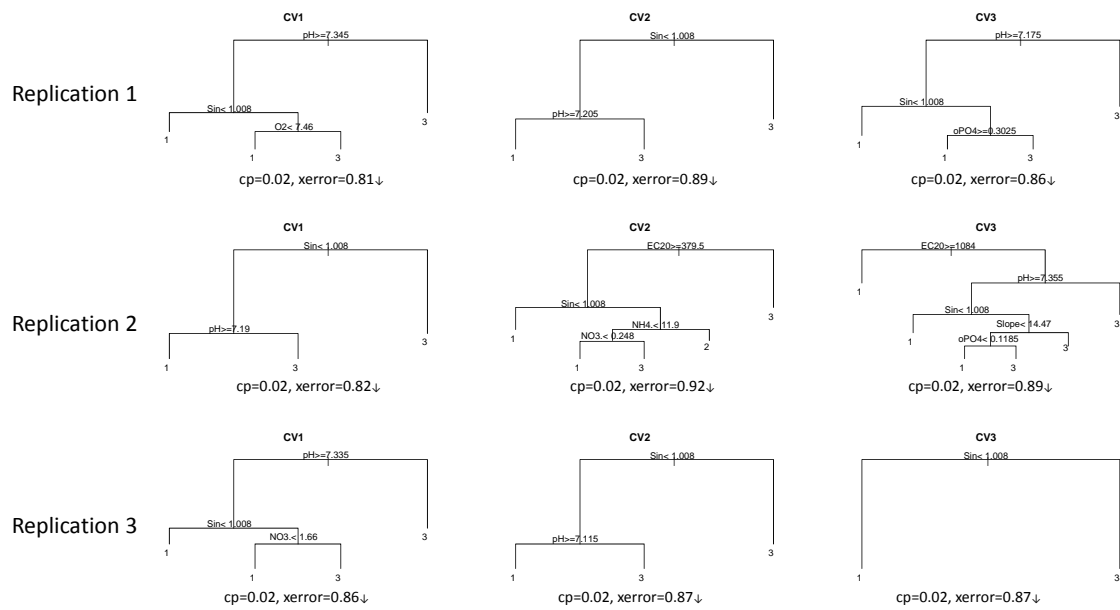 CV1 CV2 CV3
pH>=7.345 Sin< 1.008 pH>=7.175
Replication 1
Sin< 1.008 pH>=7.205 Sin< 1.008
O2< 7.46 oPO4>=0.3025
1 3 3 3
1 3 1 3 1 3
1
cp=0.02, xerror=0.81↓ cp=0.02, xerror=0.89↓ cp=0.02, xerror=0.86↓
CV1 CV2 CV3
Sin< 1.008 EC20>=379.5 EC20>=1084
pH>=7.355
1
Replication 2
Sin< 1.008 Sin< 1.008
pH>=7.19 NH4.< 11.9 Slope< 14.47
NO3.< 0.248 oPO4< 0.1185
3 1 2 3 1 3 3
1 3 1 3 1 3
cp=0.02, xerror=0.82↓ cp=0.02, xerror=0.92↓ cp=0.02, xerror=0.89↓
CV1 CV2 CV3
pH>=7.335 Sin< 1.008 Sin< 1.008
Replication 3
Sin< 1.008
NO3.< 1.66 pH>=7.115
1 3 3
1 3 1 3 1 3
cp=0.02, xerror=0.86↓ cp=0.02, xerror=0.87↓ cp=0.02, xerror=0.87↓